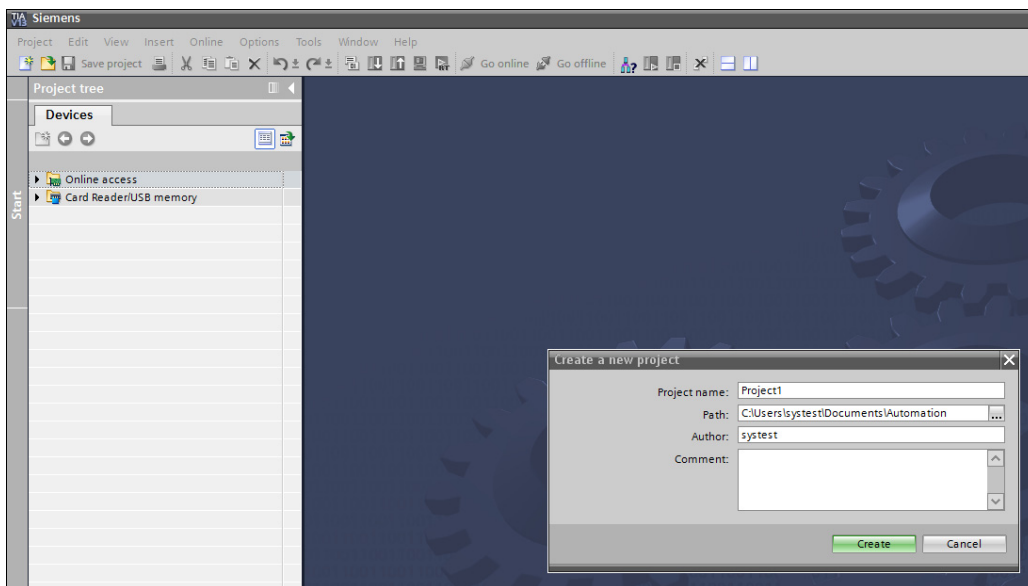 Siemens
Project Edit View Insert Online Options Tools Window Help
Save project Go online Go offline
Project tree
Devices
Start
Online access
Card Reader/USB memory
Create a new project
Project name: Project1
Path: C:\Users\systest\Documents\Automation ...
Author: systest
Comment:
Create Cancel